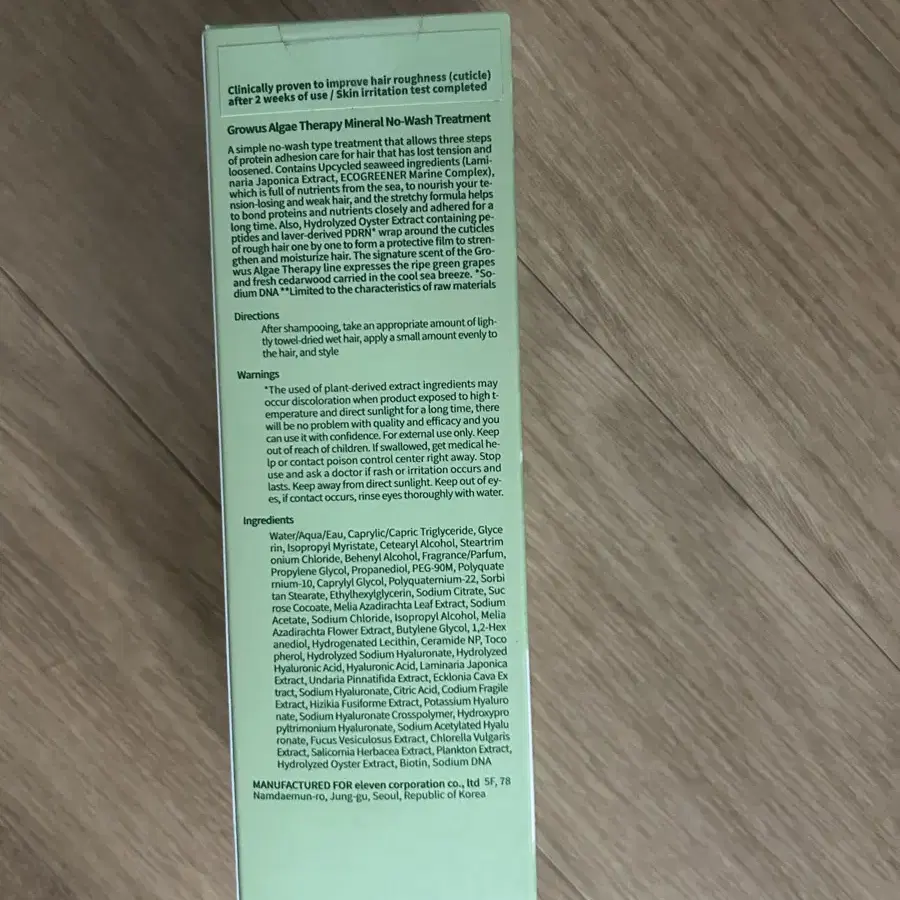 Clinically proven to improve hair roughness (cuticle)
after 2 weeks of use / Skin irritation test completed
Growus Algae Therapy Mineral No-Wash Treatment
A simple no-wash type treatment that allows three steps
of protein adhesion care for hair that has lost tension and
loosened. Contains Upcycled seaweed ingredients (Lami-
naria Japonica Extract, ECOGREENER Marine Complex),
which is full of nutrients from the sea, to nourish your te-
nsion-losing and weak hair, and the stretchy formula helps
to bond proteins and nutrients closely and adhered for a
long time. Also, Hydrolyzed Oyster Extract containing pe-
ptides and laver-derived PDRN* wrap around the cuticles
of rough hair one by one to form a protective film to stren-
gthen and moisturize hair. The signature scent of the Gro-
wus Algae Therapy line expresses the ripe green grapes
and fresh cedarwood carried in the cool sea breeze. *So-
dium DNA **Limited to the characteristics of raw materials
Directions
After shampooing, take an appropriate amount of ligh-
tly towel-dried wet hair, apply a small amount evenly to
the hair, and style
Warnings
*The used of plant-derived extract ingredients may
occur discoloration when product exposed to high t-
emperature and direct sunlight for a long time, there
will be no problem with quality and efficacy and you
can use it with confidence. For external use only. Keep
out of reach of children. If swallowed, get medical he-
lp or contact poison control center right away. Stop
use and ask a doctor if rash or irritation occurs and
lasts. Keep away from direct sunlight. Keep out of ey-
es, if contact occurs, rinse eyes thoroughly with water.
Ingredients
Water/Aqua/Eau, Caprylic/Capric Triglyceride, Glyce
rin, Isopropyl Myristate, Cetearyl Alcohol, Steartrim
onium Chloride, Behenyl Alcohol, Fragrance/Parfum,
Propylene Glycol, Propanediol, PEG-90M, Polyquate
rnium-10, Caprylyl Glycol, Polyquaternium-22, Sorbi
tan Stearate, Ethylhexylglycerin, Sodium Citrate, Suc
rose Cocoate, Melia Azadirachta Leaf Extract, Sodium
Acetate, Sodium Chloride, Isopropyl Alcohol, Melia
Azadirachta Flower Extract, Butylene Glycol, 1,2-Hex
anediol, Hydrogenated Lecithin, Ceramide NP, Toco
pherol, Hydrolyzed Sodium Hyaluronate, Hydrolyzed
Hyaluronic Acid, Hyaluronic Acid, Laminaria Japonica
Extract, Undaria Pinnatifida Extract, Ecklonia Cava Ex
tract, Sodium Hyaluronate, Citric Acid, Codium Fragile
Extract, Hizikia Fusiforme Extract, Potassium Hyaluro
nate, Sodium Hyaluronate Crosspolymer, Hydroxypro
pyltrimonium Hyaluronate, Sodium Acetylated Hyalu
ronate, Fucus Vesiculosus Extract, Chlorella Vulgaris
Extract, Salicornia Herbacea Extract, Plankton Extract,
Hydrolyzed Oyster Extract, Biotin, Sodium DNA
MANUFACTURED FOR eleven corporation co., ltd 5F, 78
Namdaemun-ro, Jung-gu, Seoul, Republic of Korea